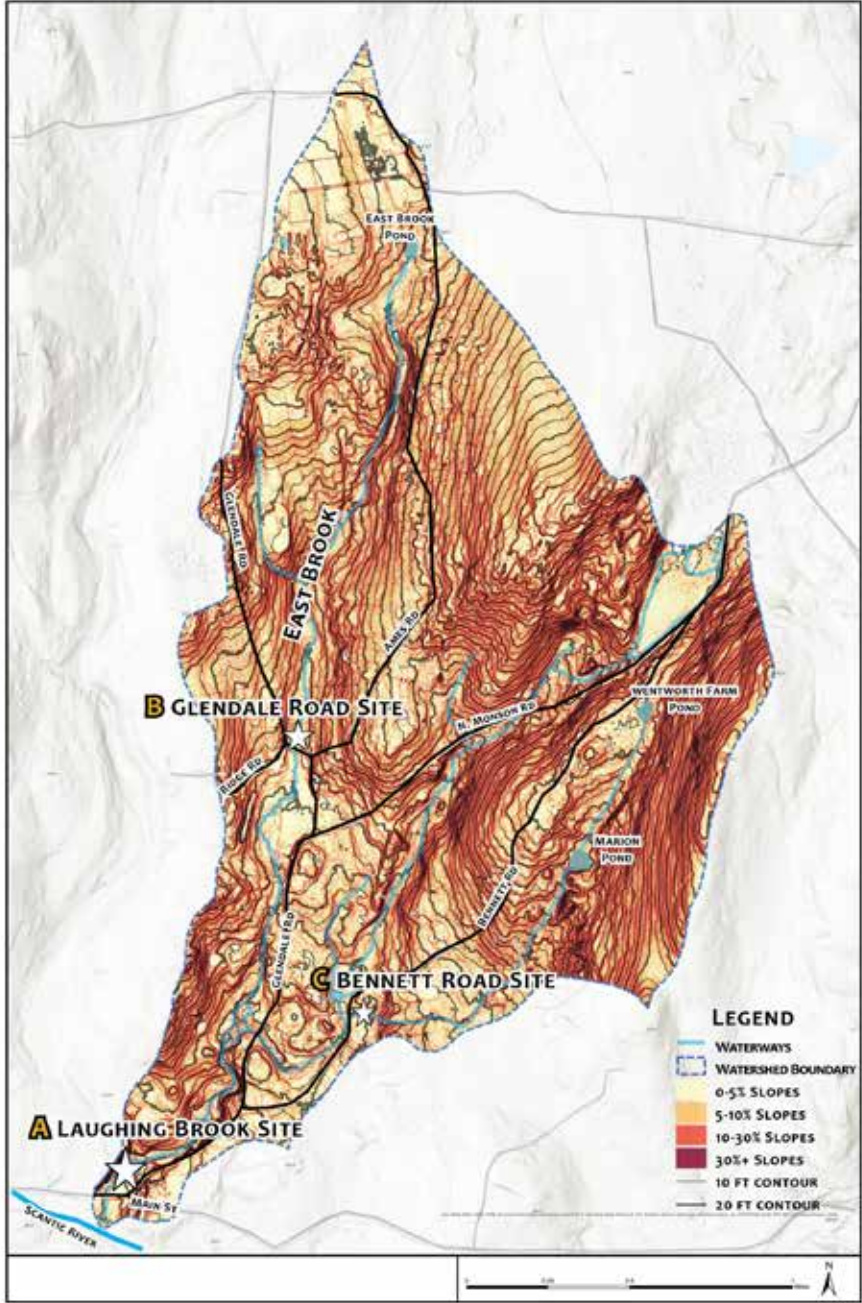 EAST BROOK
POND
GLENDALE RD
EAST BROOK
AMES RD
B GLENDALE ROAD SITE
N. MONSON RD
WENTWORTH FARM
POND
RIDGE RD
MARION
POND
BENNETT RD
GLENDALE RD
C BENNETT ROAD SITE
A LAUGHING BROOK SITE
MAIN ST
SCANTIC RIVER
LEGEND
WATERWAYS
WATERSHED BOUNDARY
0-5% SLOPES
5-10% SLOPES
10-30% SLOPES
30%+ SLOPES
10 FT CONTOUR
20 FT CONTOUR
N